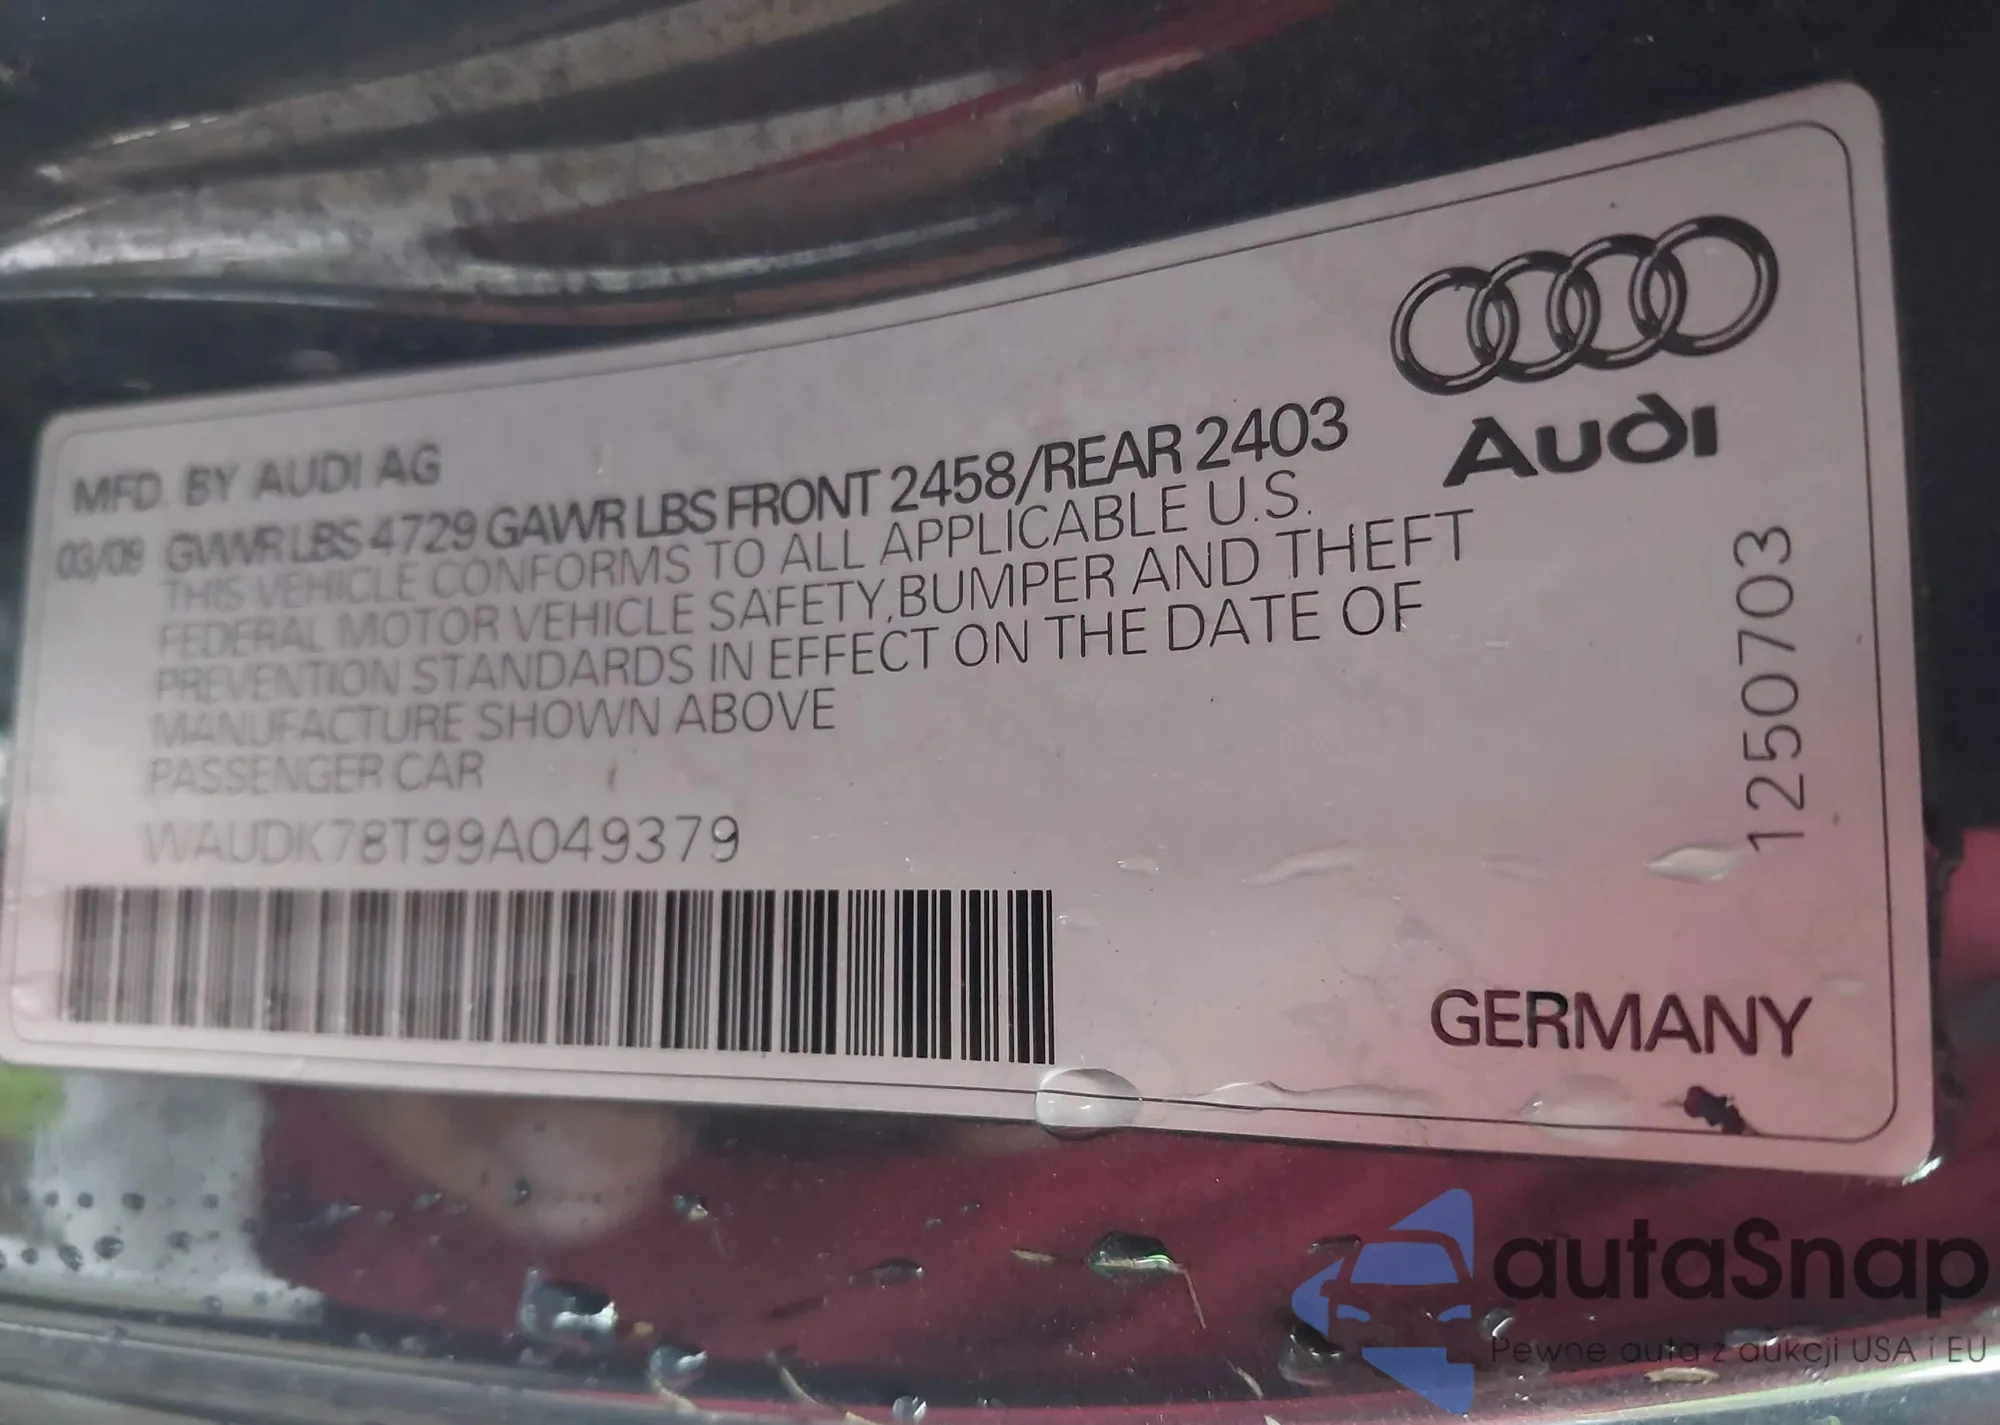 MFD. BY AUDI AG
03/09 GVWR LBS 4729 GAWR LBS FRONT 2458/REAR 2403
THIS VEHICLE CONFORMS TO ALL APPLICABLE U.S.
FEDERAL MOTOR VEHICLE SAFETY,BUMPER AND THEFT
PREVENTION STANDARDS IN EFFECT ON THE DATE OF
MANUFACTURE SHOWN ABOVE
PASSENGER CAR
WAUDK78T99A049379
Audi
1250703
GERMANY
autaSnap
Pewne auta z aukcji USA i EU